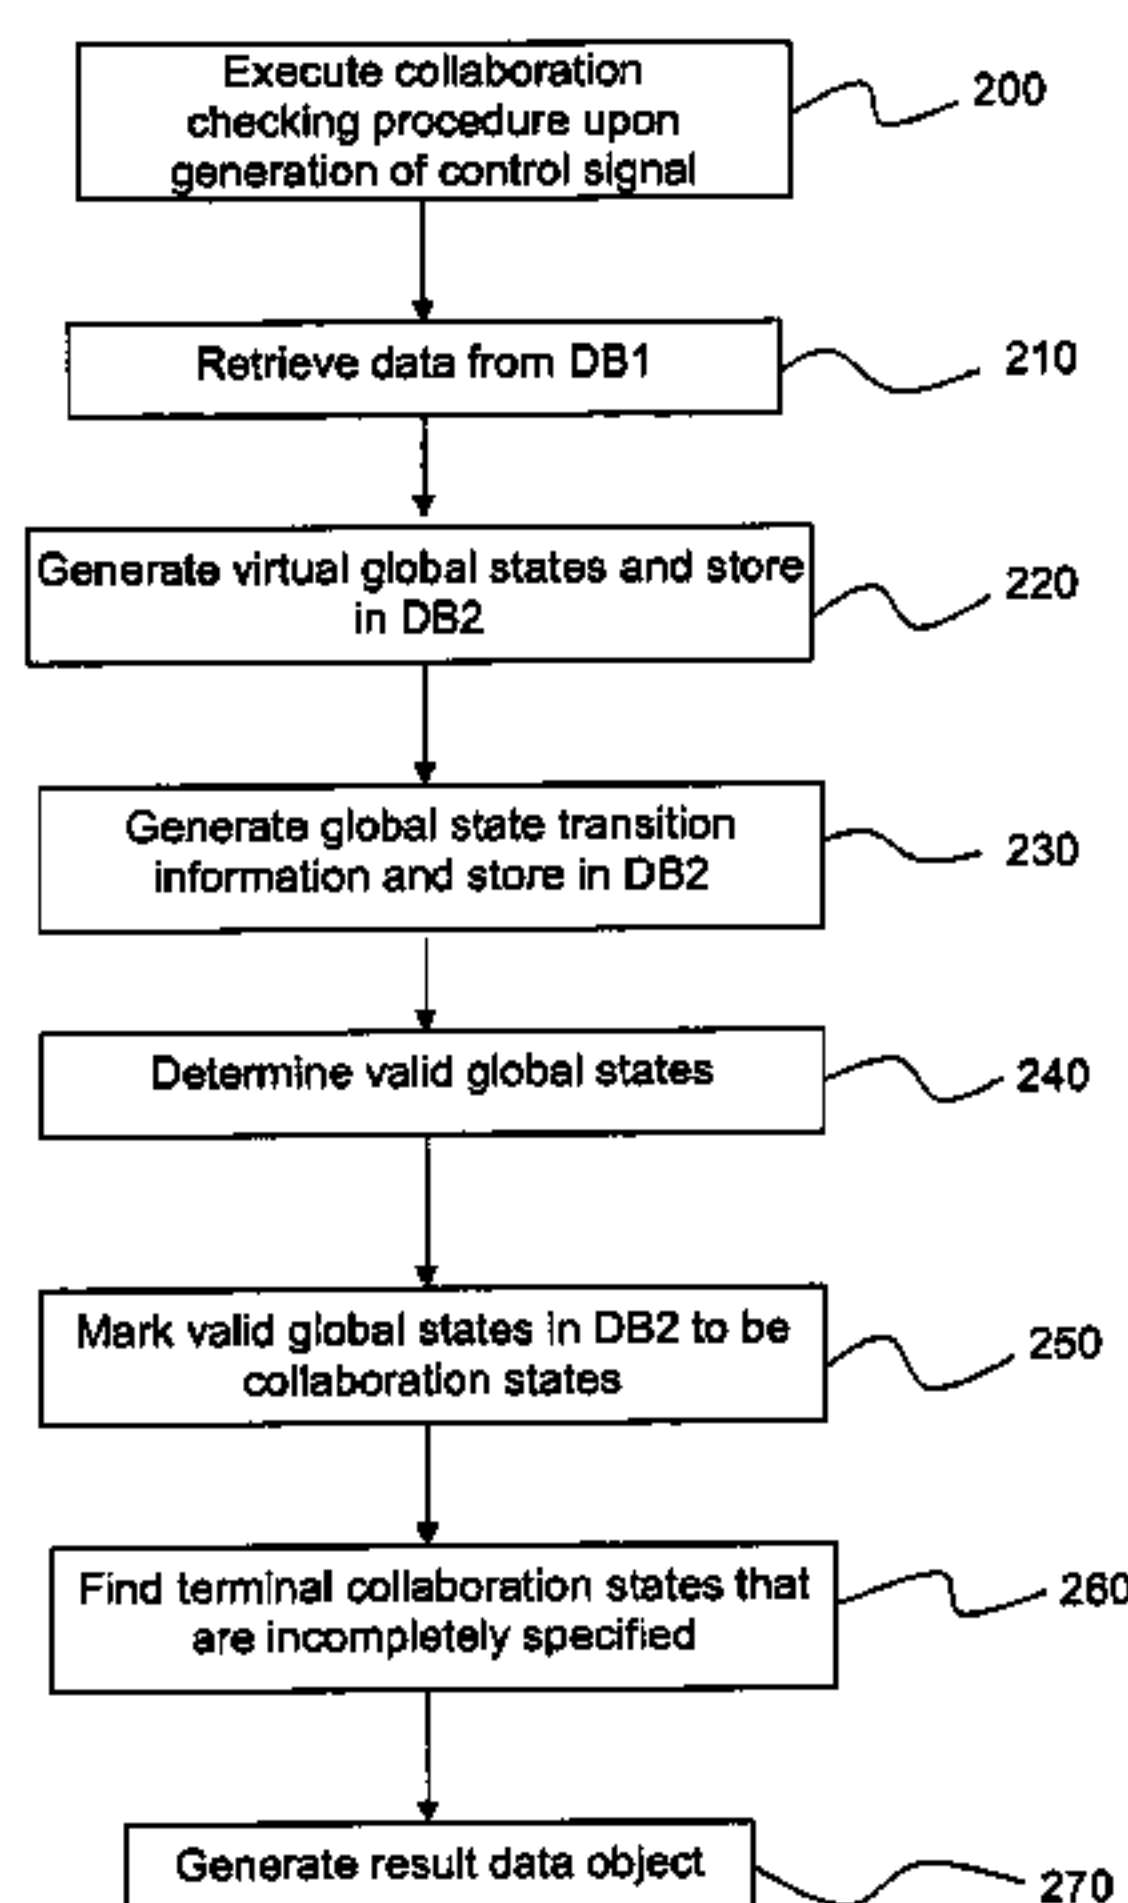 Execute collaboration
checking procedure upon
generation of control signal
200
Retrieve data from DB1
210
Generate virtual global states and store
in DB2
220
Generate global state transition
information and store in DB2
230
Determine valid global states
240
Mark valid global states in DB2 to be
collaboration states
250
Find terminal collaboration states that
are incompletely specified
260
Generate result data object
270